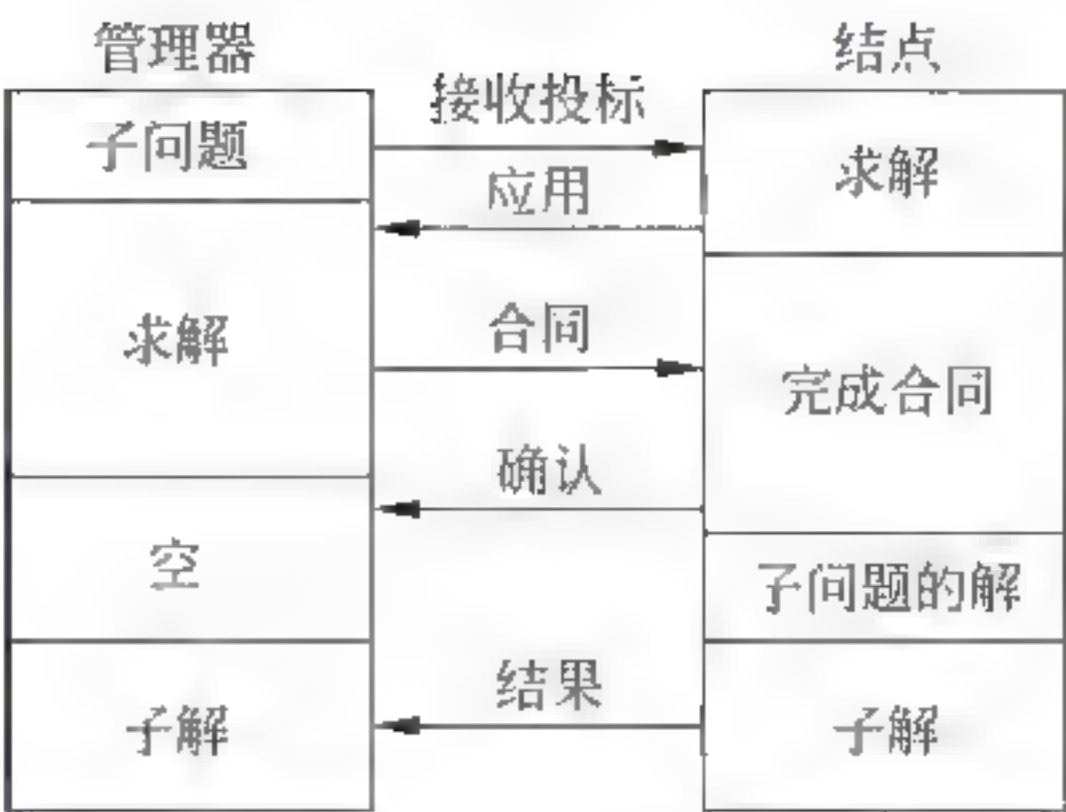 管理器
结点
子问题
接收投标
求解
应用
求解
合同
完成合同
确认
空
子问题的解
子解
结果
子解